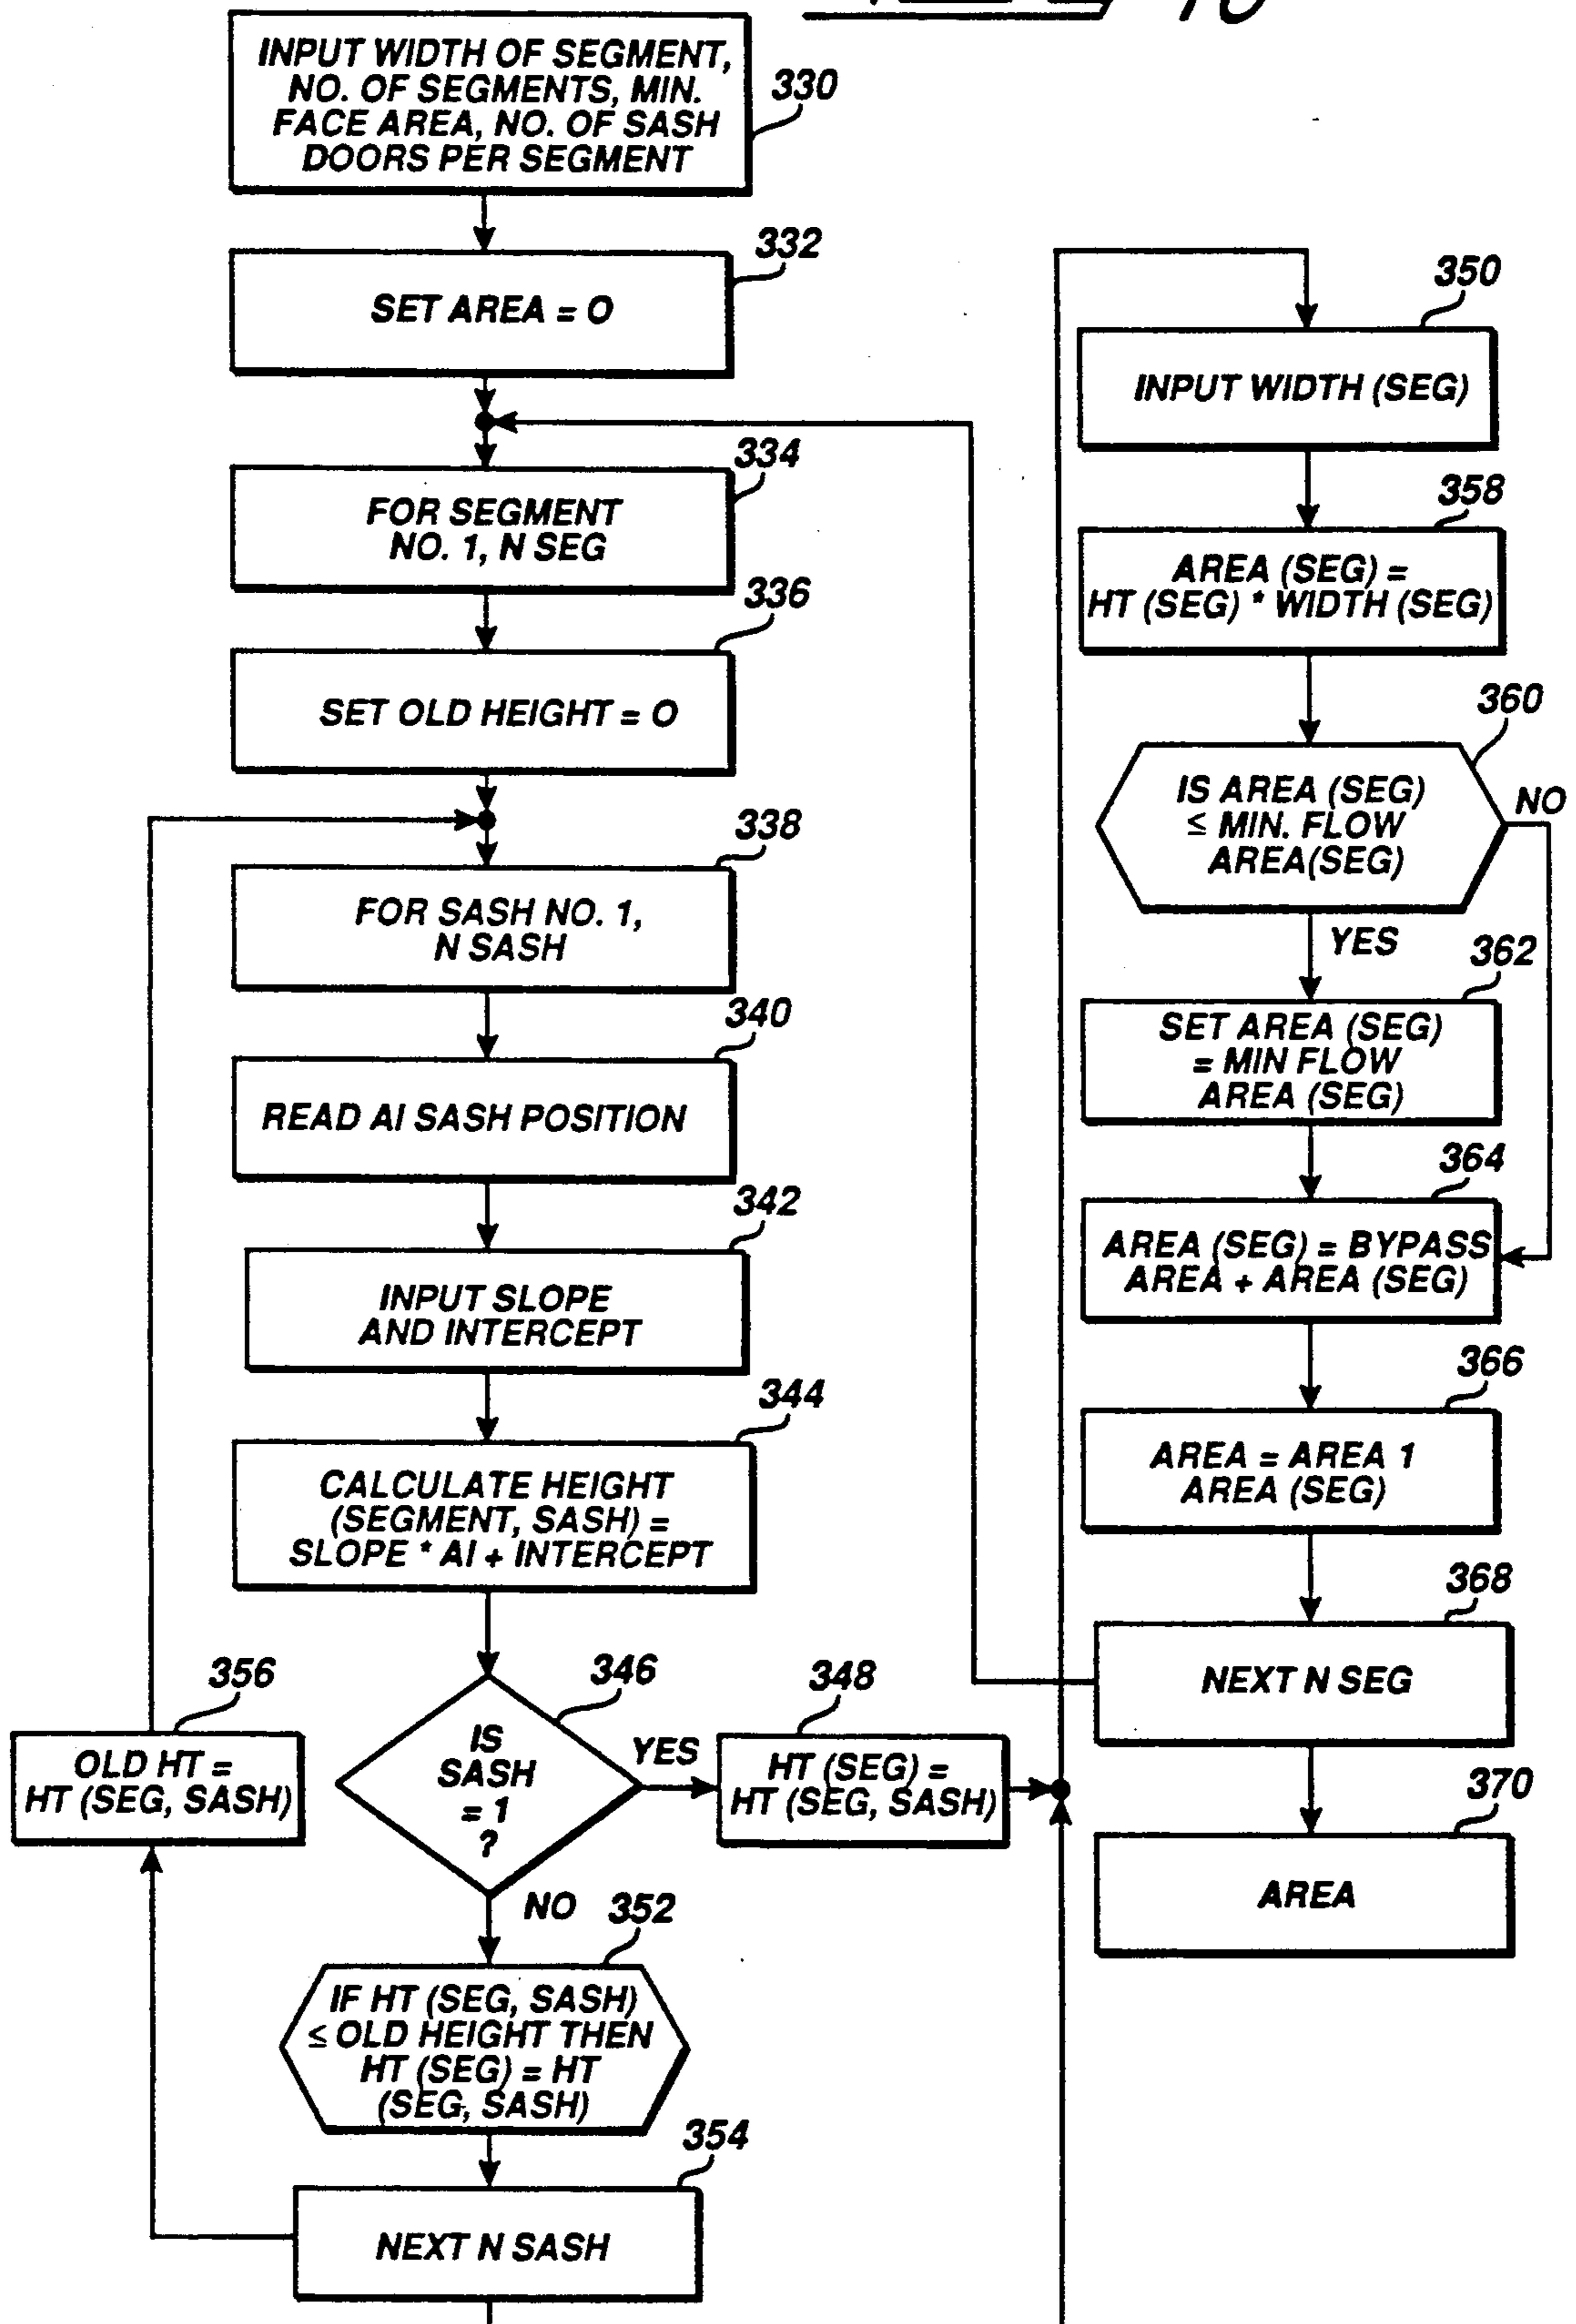 10
INPUT WIDTH OF SEGMENT,
NO. OF SEGMENTS, MIN.
FACE AREA, NO. OF SASH
DOORS PER SEGMENT
330
332
SET AREA = 0
334
FOR SEGMENT
NO. 1, N SEG
336
SET OLD HEIGHT = 0
338
FOR SASH NO. 1,
N SASH
340
READ AI SASH POSITION
342
INPUT SLOPE
AND INTERCEPT
344
CALCULATE HEIGHT
(SEGMENT, SASH) =
SLOPE * AI + INTERCEPT
346
IS
SASH
= 1
?
YES
NO
348
HT (SEG) =
HT (SEG, SASH)
356
OLD HT =
HT (SEG, SASH)
352
IF HT (SEG, SASH)
≤ OLD HEIGHT THEN
HT (SEG) = HT
(SEG, SASH)
354
NEXT N SASH
350
INPUT WIDTH (SEG)
358
AREA (SEG) =
HT (SEG) * WIDTH (SEG)
360
IS AREA (SEG)
≤ MIN. FLOW
AREA(SEG)
NO
YES
362
SET AREA (SEG)
= MIN FLOW
AREA (SEG)
364
AREA (SEG) = BYPASS
AREA + AREA (SEG)
366
AREA = AREA 1
AREA (SEG)
368
NEXT N SEG
370
AREA